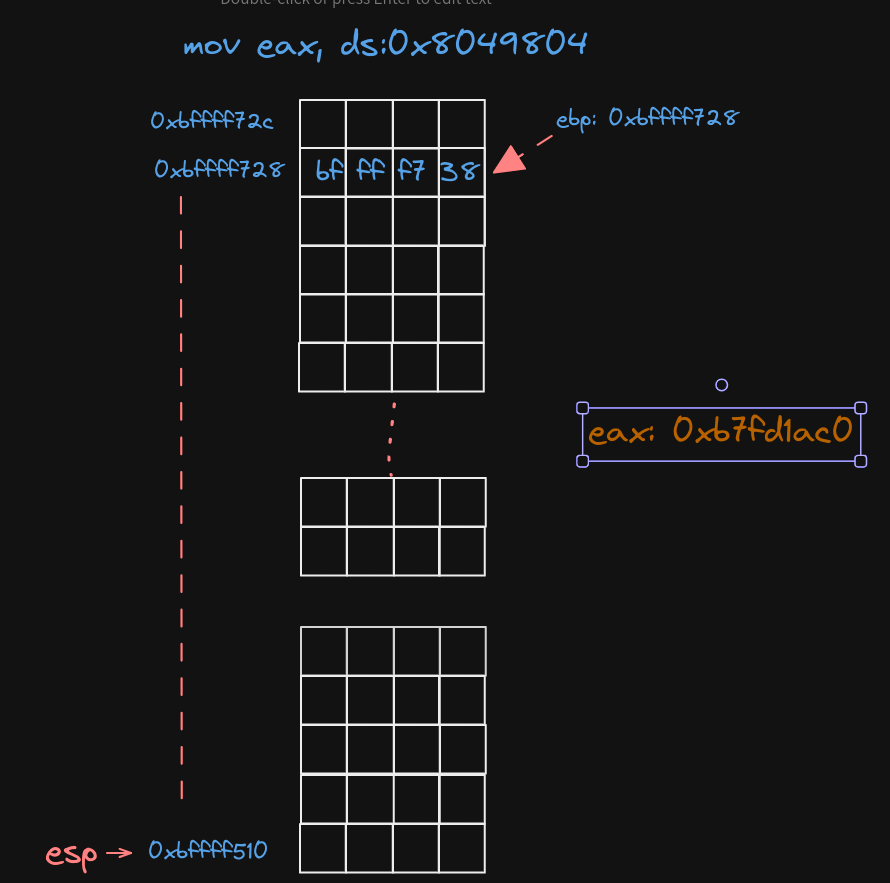 Double-click or press Enter to edit text
mov eax, ds:0x8049804
0xbffff72c
ebp: 0xbffff728
0xbffff728
bf ff f7 38
eax: 0xb7fd1ac0
esp → 0xbffff510